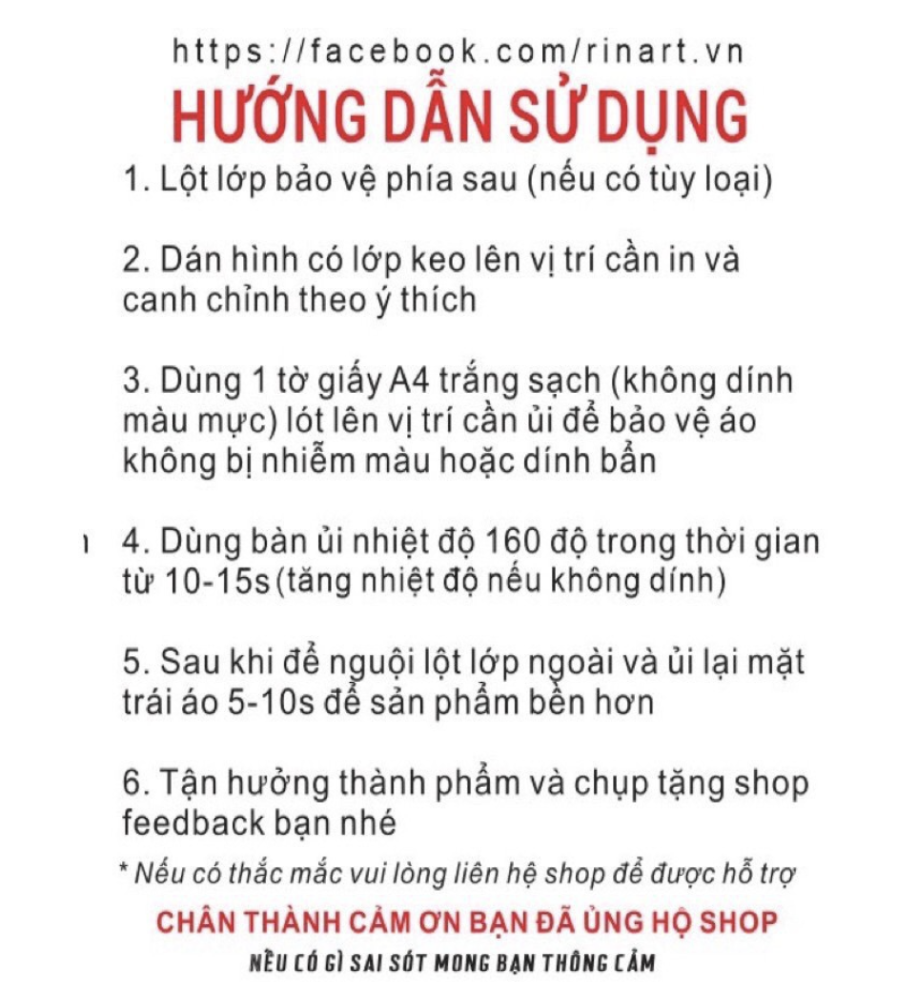 https://facebook.com/rinart.vn
HƯỚNG DẪN SỬ DỤNG
1. Lột lớp bảo vệ phía sau (nếu có tùy loại)
2. Dán hình có lớp keo lên vị trí cần in và
canh chỉnh theo ý thích
3. Dùng 1 tờ giấy A4 trắng sạch (không dính
màu mực) lót lên vị trí cần ủi để bảo vệ áo
không bị nhiễm màu hoặc dính bẩn
4. Dùng bàn ủi nhiệt độ 160 độ trong thời gian
từ 10-15s (tăng nhiệt độ nếu không dính)
5. Sau khi để nguội lột lớp ngoài và ủi lại mặt
trái áo 5-10s để sản phẩm bền hơn
6. Tận hưởng thành phẩm và chụp tặng shop
feedback bạn nhé
* Nếu có thắc mắc vui lòng liên hệ shop để được hỗ trợ
CHÂN THÀNH CẢM ƠN BẠN ĐÃ ỦNG HỘ SHOP
NẾU CÓ GÌ SAI SÓT MONG BẠN THÔNG CẢM